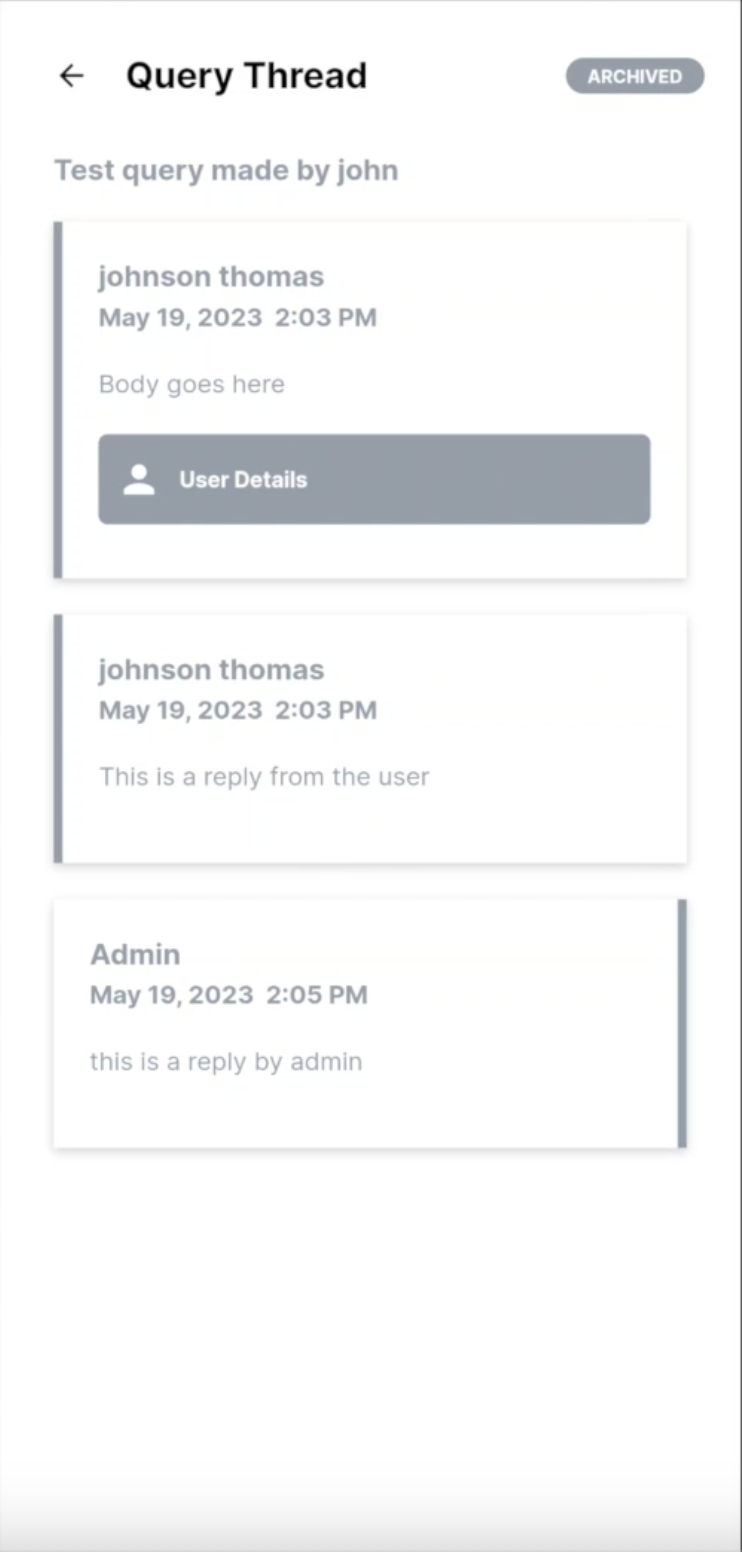 Query Thread
ARCHIVED
Test query made by john
johnson thomas
May 19, 2023 2:03 PM
Body goes here
User Details
johnson thomas
May 19, 2023 2:03 PM
This is a reply from the user
Admin
May 19, 2023 2:05 PM
this is a reply by admin